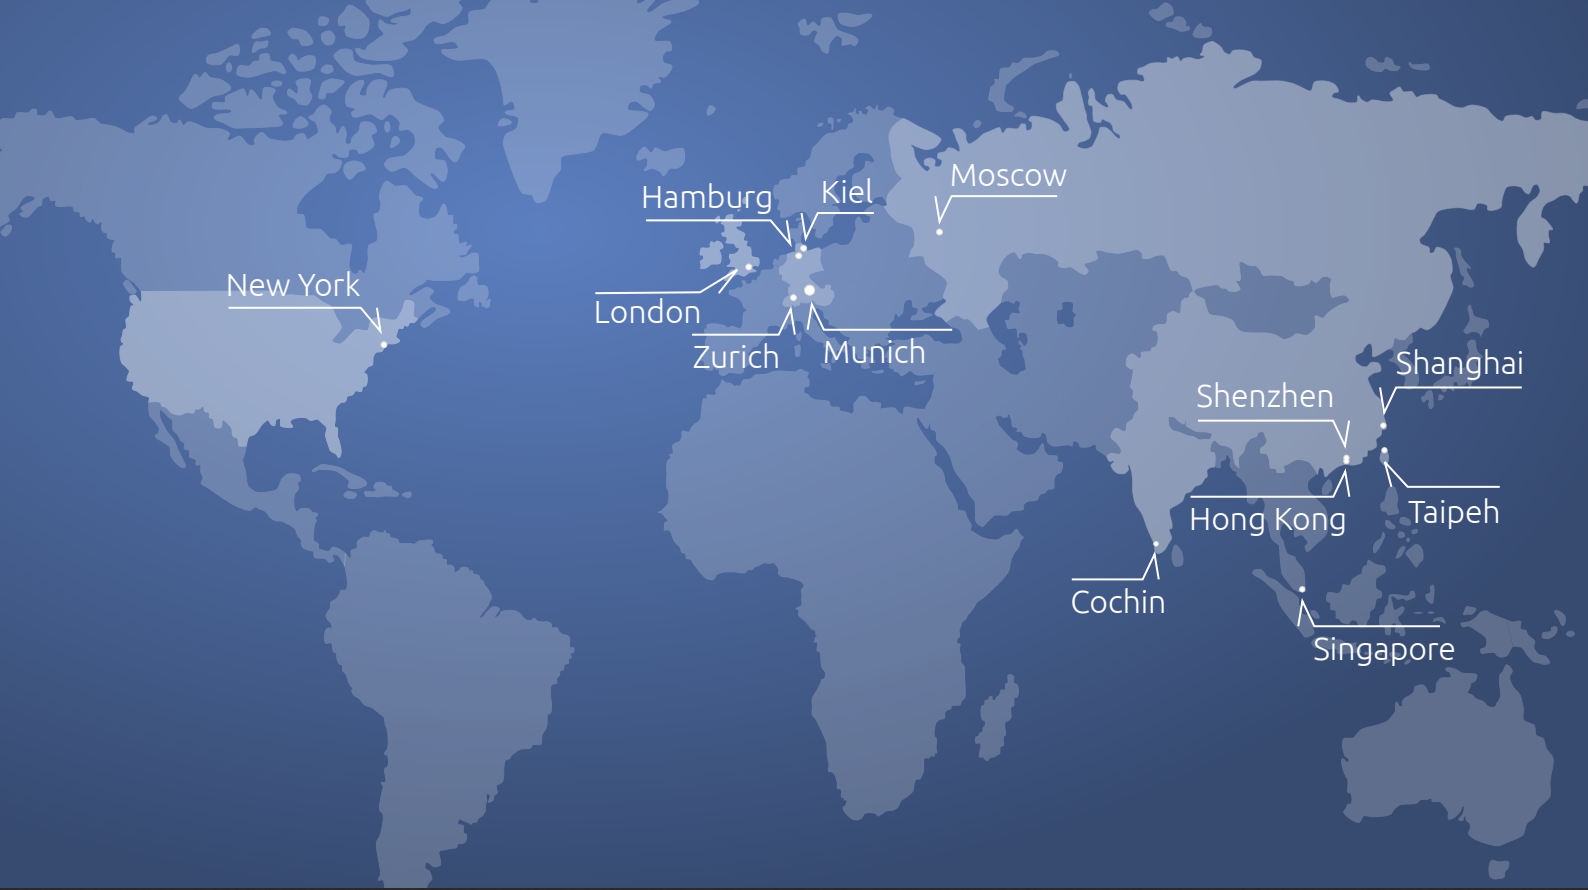 Moscow
Hamburg
Kiel
New York
London
Zurich
Munich
Shanghai
Shenzhen
Hong Kong
Taipeh
Cochin
Singapore